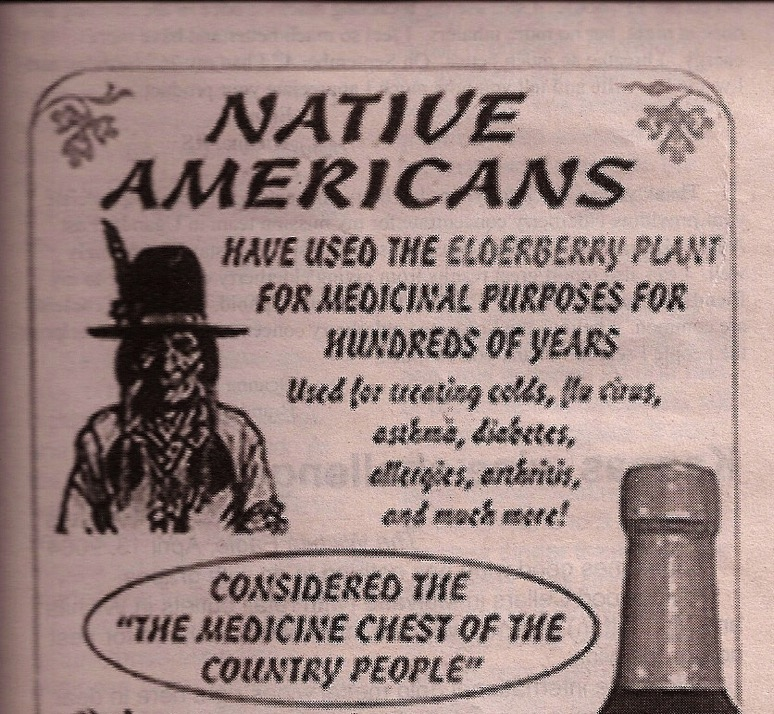 NATIVE
AMERICANS
HAVE USED THE ELDERBERRY PLANT
FOR MEDICINAL PURPOSES FOR
HUNDREDS OF YEARS
Used for treating colds, flu virus,
asthma, diabetes,
allergies, arthritis,
and much more!
CONSIDERED THE
"THE MEDICINE CHEST OF THE
COUNTRY PEOPLE"